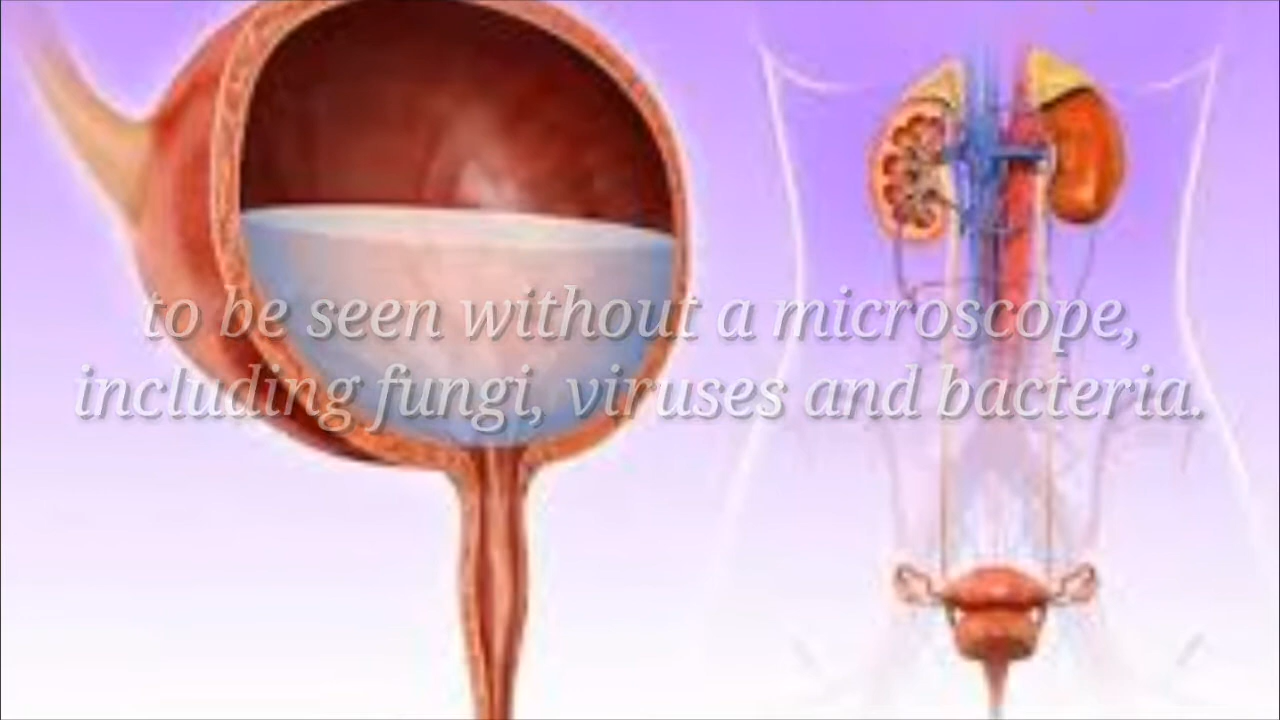 to be seen without a microscope,
including fungi, viruses and bacteria.